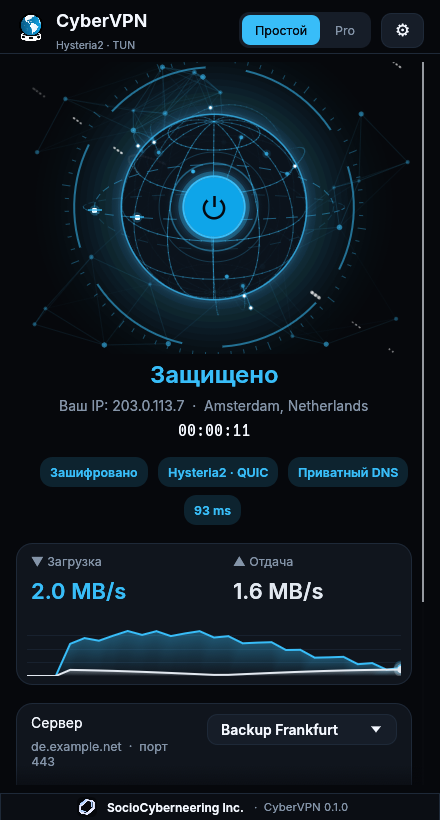 CyberVPN
Hysteria2 · TUN
Простой
Pro
Защищено
Ваш IP: 203.0.113.7 · Amsterdam, Netherlands
00:00:11
Зашифровано
Hysteria2 · QUIC
Приватный DNS
93 ms
▼ Загрузка
▲ Отдача
2.0 MB/s
1.6 MB/s
Сервер
Backup Frankfurt
de.example.net · порт
443
SocioCyberneering Inc. · CyberVPN 0.1.0